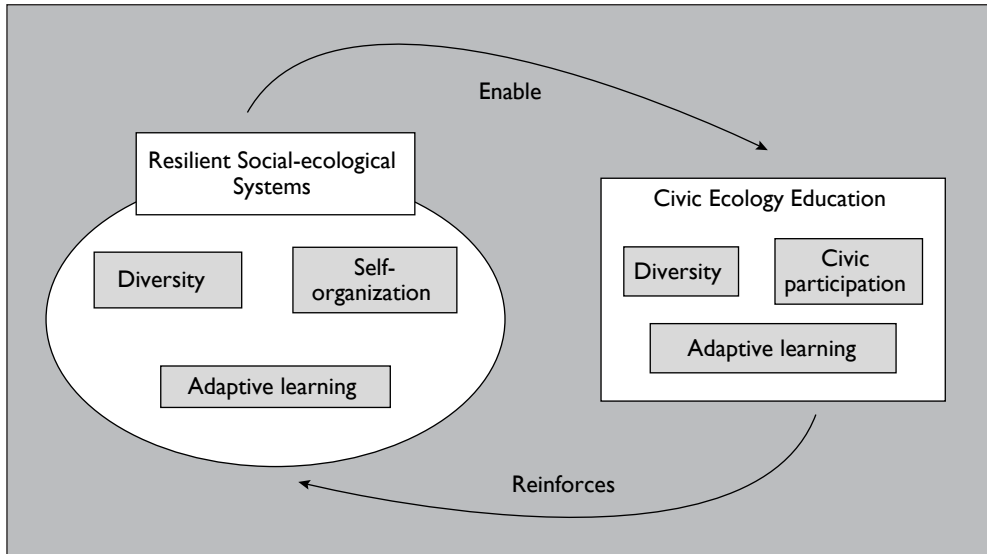 Enable
Resilient Social-ecological
Systems
Diversity
Self-
organization
Adaptive learning
Civic Ecology Education
Diversity
Civic
participation
Adaptive learning
Reinforces